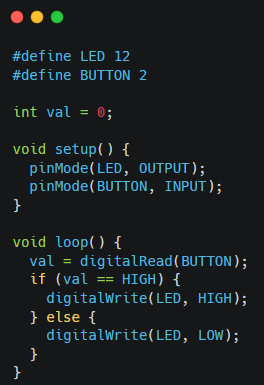 #define LED 12
#define BUTTON 2

int val = 0;

void setup() {
  pinMode(LED, OUTPUT);
  pinMode(BUTTON, INPUT);
}

void loop() {
  val = digitalRead(BUTTON);
  if (val == HIGH) {
    digitalWrite(LED, HIGH);
  } else {
    digitalWrite(LED, LOW);
  }
}